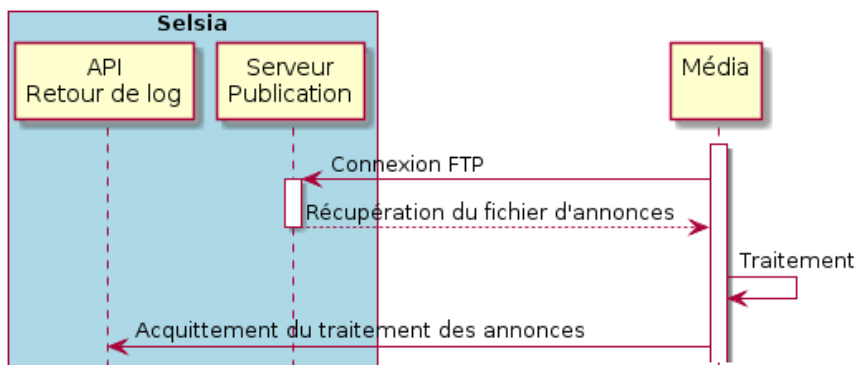 Selsia
API
Retour de log
Serveur
Publication
Média
Connexion FTP
Récupération du fichier d'annonces
Traitement
Acquittement du traitement des annonces